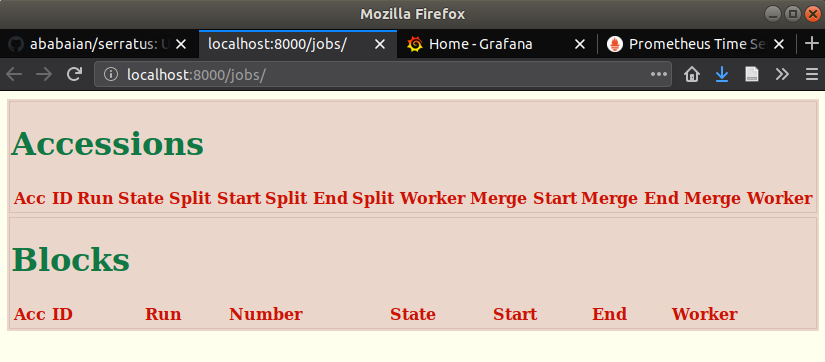 Mozilla Firefox
ababaian/serratus: U
localhost:8000/jobs/
Home - Grafana
Prometheus Time Se
localhost:8000/jobs/
Accessions
Acc ID Run State Split Start Split End Split Worker Merge Start Merge End Merge Worker
Blocks
Acc ID Run Number State Start End Worker